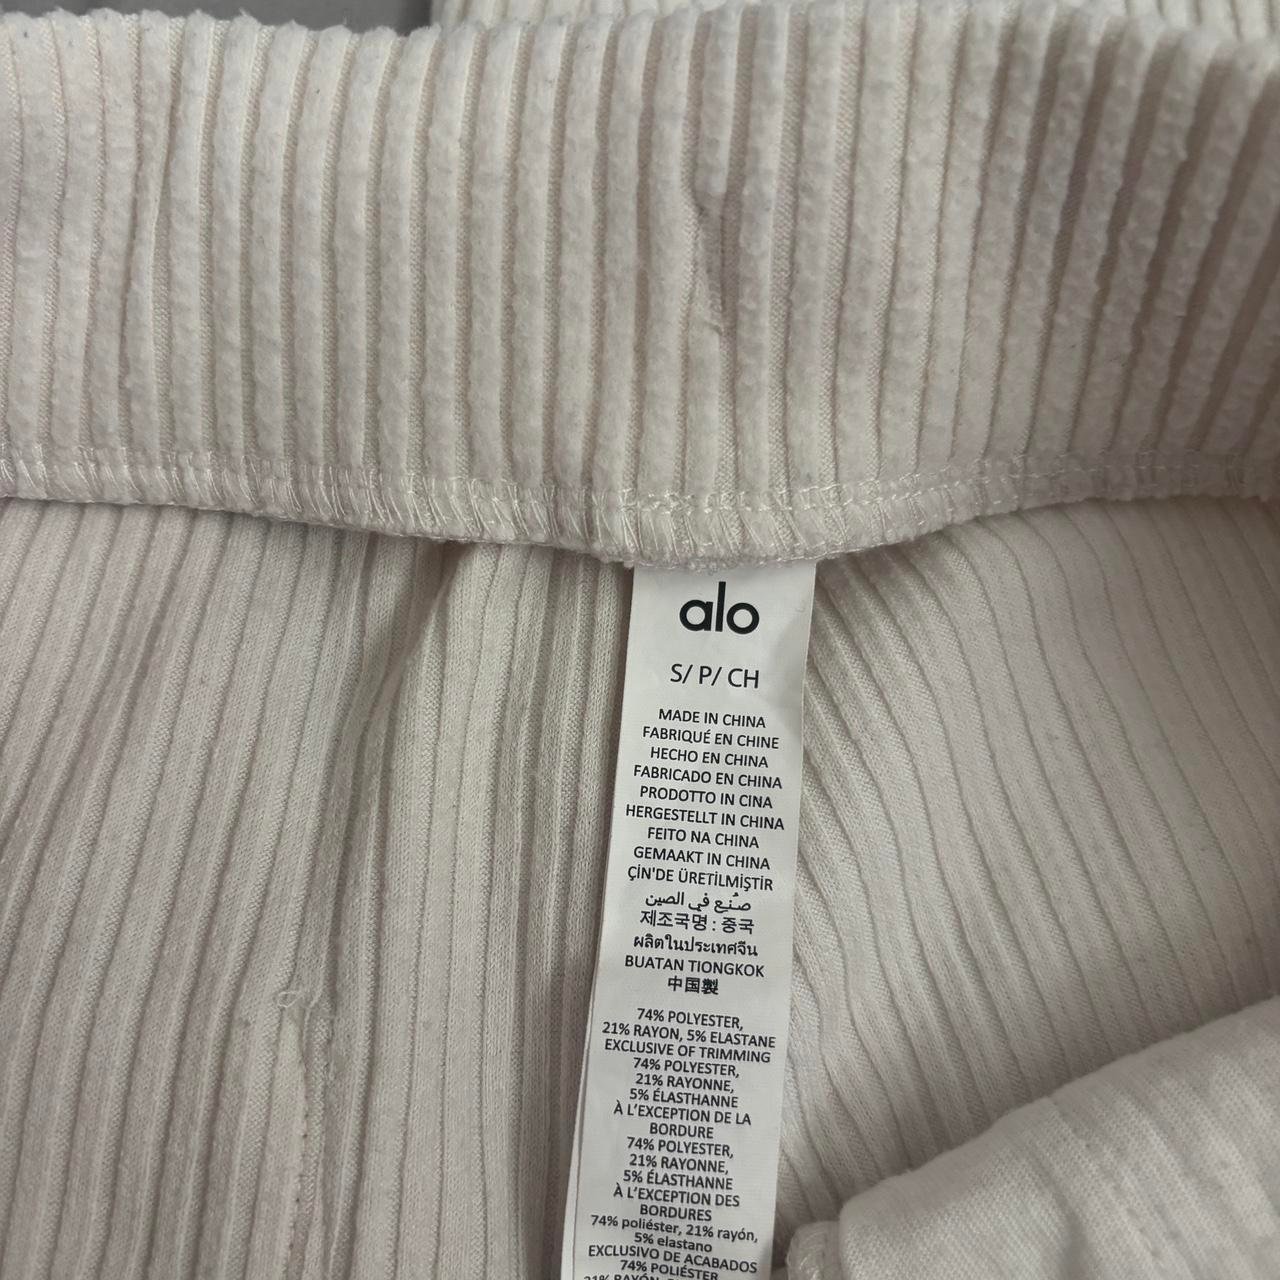 alo
S/ P/ CH
MADE IN CHINA
FABRIQUÉ EN CHINE
HECHO EN CHINA
FABRICADO EN CHINA
PRODOTTO IN CINA
HERGESTELLT IN CHINA
FEITO NA CHINA
GEMAAKT IN CHINA
ÇİN'DE ÜRETİLMİŞTİR
صُنِع في الصين
제조국명 : 중국
ผลิตในประเทศจีน
BUATAN TIONGKOK
中国製
74% POLYESTER,
21% RAYON, 5% ELASTANE
EXCLUSIVE OF TRIMMING
74% POLYESTER,
21% RAYONNE,
5% ÉLASTHANNE
À L’EXCEPTION DE LA
BORDURE
74% POLYESTER,
21% RAYONNE,
5% ÉLASTHANNE
À L’EXCEPTION DES
BORDURES
74% poliéster, 21% rayón,
5% elastano
EXCLUSIVO DE ACABADOS
74% POLIÉSTER